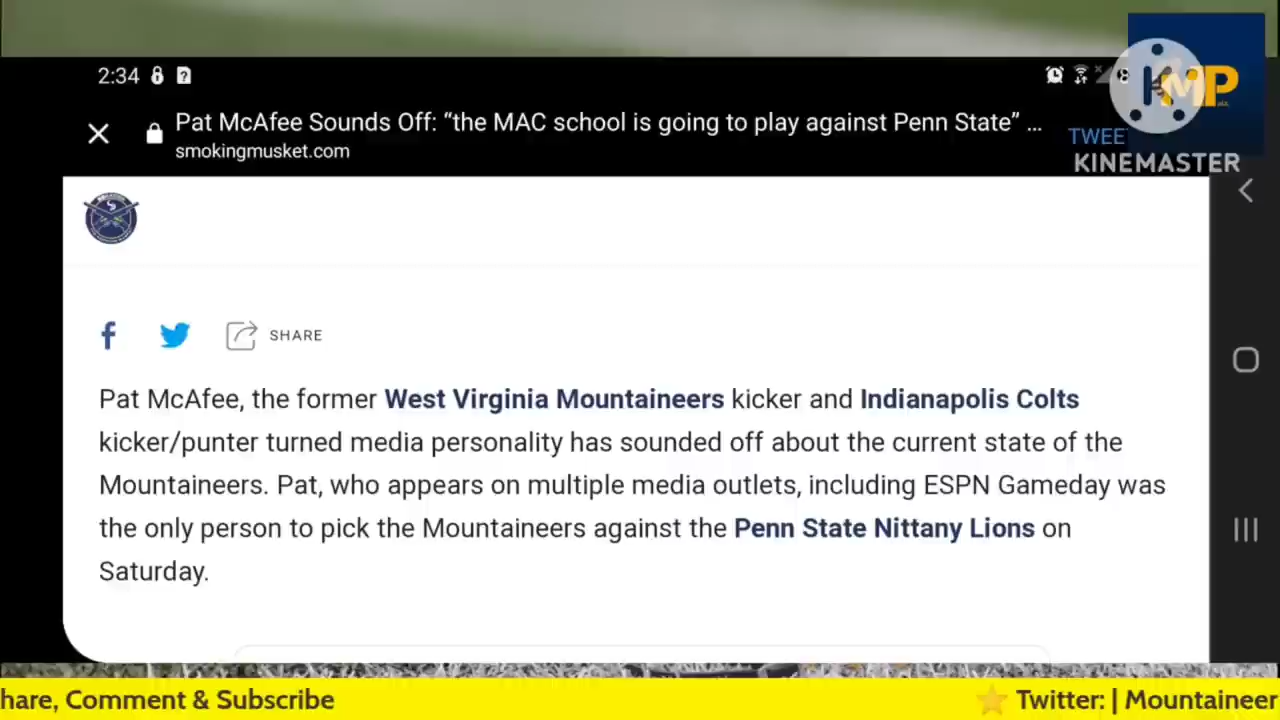 2:34
Pat McAfee Sounds Off: “the MAC school is going to play against Penn State” ...
smokingmusket.com
KMP
TWEE
KINEMASTER
SHARE
Pat McAfee, the former West Virginia Mountaineers kicker and Indianapolis Colts
kicker/punter turned media personality has sounded off about the current state of the
Mountaineers. Pat, who appears on multiple media outlets, including ESPN Gameday was
the only person to pick the Mountaineers against the Penn State Nittany Lions on
Saturday.
hare, Comment & Subscribe
Twitter: | Mountaineer